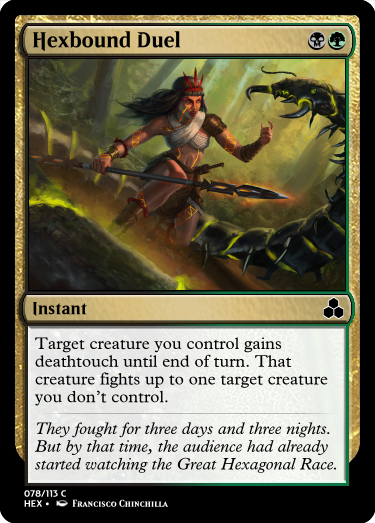 Hexbound Duel
Instant
Target creature you control gains
deathtouch until end of turn. That
creature fights up to one target creature
you don't control.
They fought for three days and three nights.
But by that time, the audience had already
started watching the Great Hexagonal Race.
078/113 C
HEX • Francisco Chinchilla